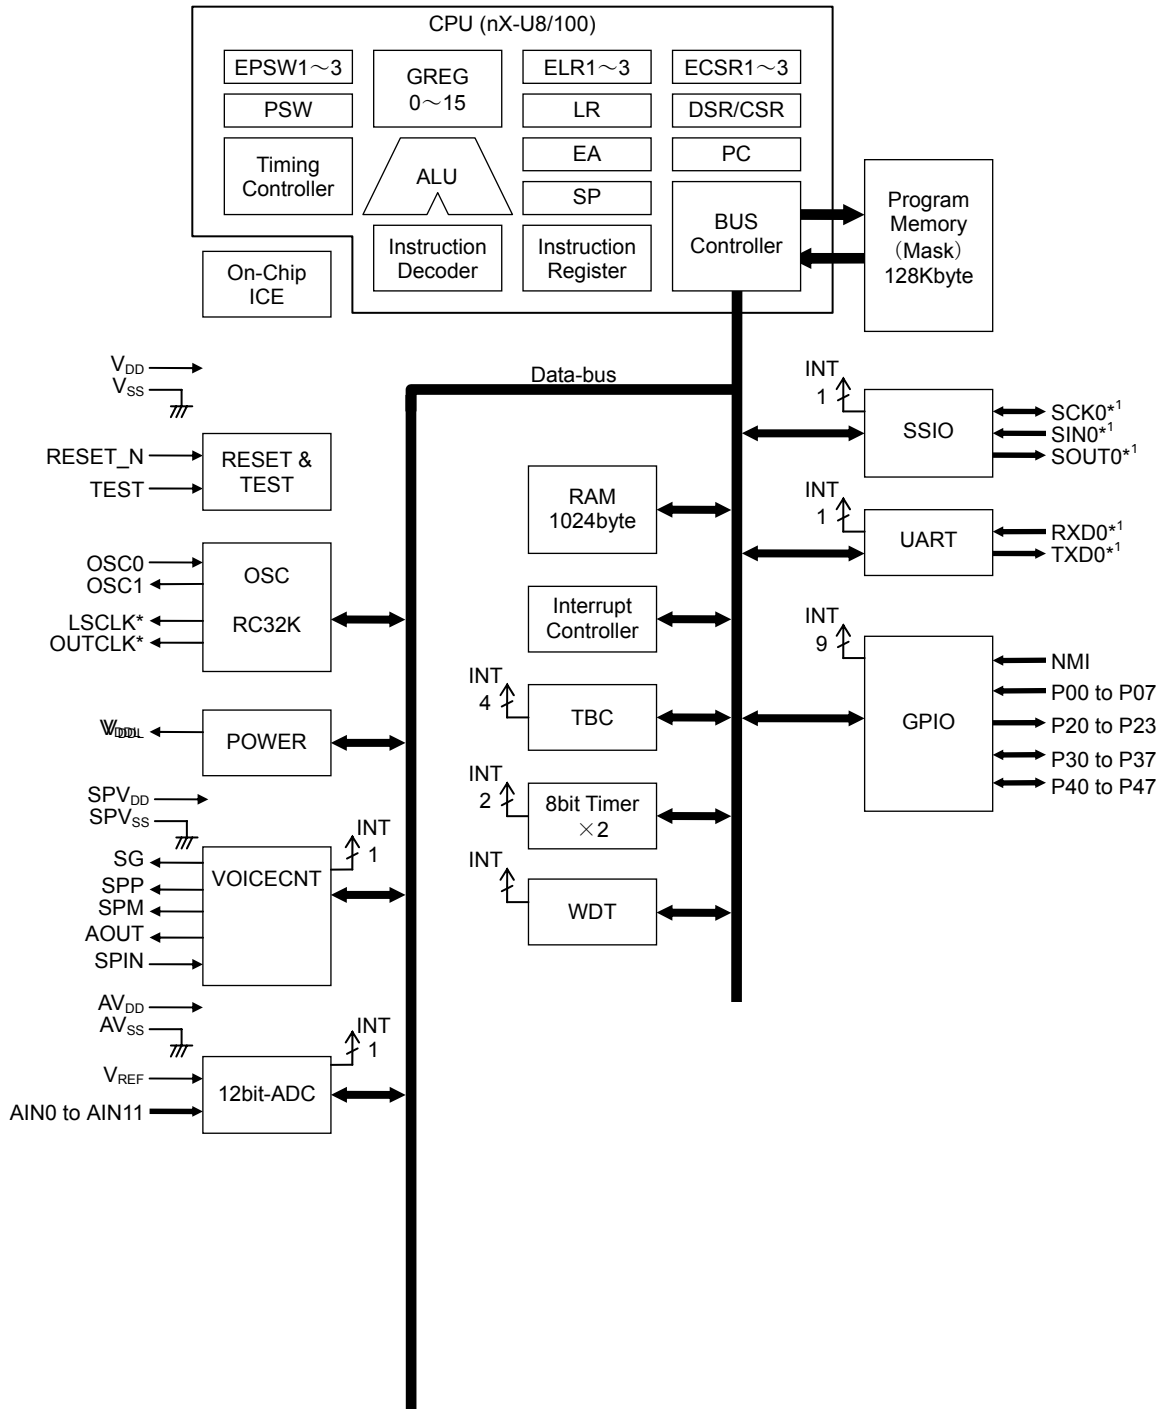 CPU (nX-U8/100)
EPSW1～3
GREG
0～15
ELR1～3
ECSR1～3
PSW
LR
DSR/CSR
Timing
Controller
ALU
EA
PC
SP
BUS
Controller
Program
Memory
（Mask）
128Kbyte
Instruction
Decoder
Instruction
Register
On-Chip
ICE
VDD
VSS
Data-bus
INT
1
SSIO
SCK0*1
SIN0*1
SOUT0*1
RESET_N
TEST
RESET &
TEST
RAM
1024byte
INT
1
UART
RXD0*1
TXD0*1
OSC0
OSC1
LSCLK*
OUTCLK*
OSC
RC32K
Interrupt
Controller
INT
9
GPIO
NMI
P00 to P07
P20 to P23
P30 to P37
P40 to P47
INT
4
TBC
POWER
INT
2
8bit Timer
×2
SPVDD
SPVSS
SG
SPP
SPM
AOUT
SPIN
VOICECNT
INT
1
INT
WDT
AVDD
AVSS
VREF
AIN0 to AIN11
12bit-ADC
INT
1